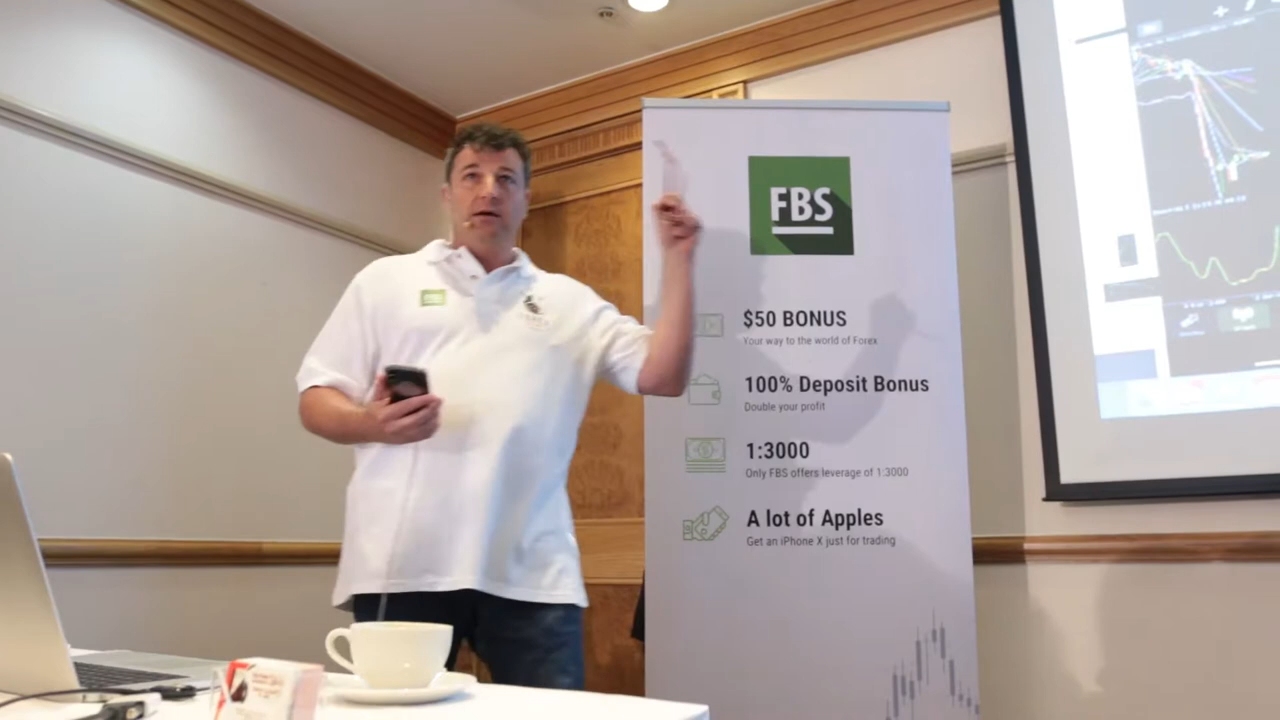 FBS
$50 BONUS
Your way to the world of Forex
100% Deposit Bonus
Double your profit
1:3000
Only FBS offers leverage of 1:3000
A lot of Apples
Get an iPhone X just for trading
FBS